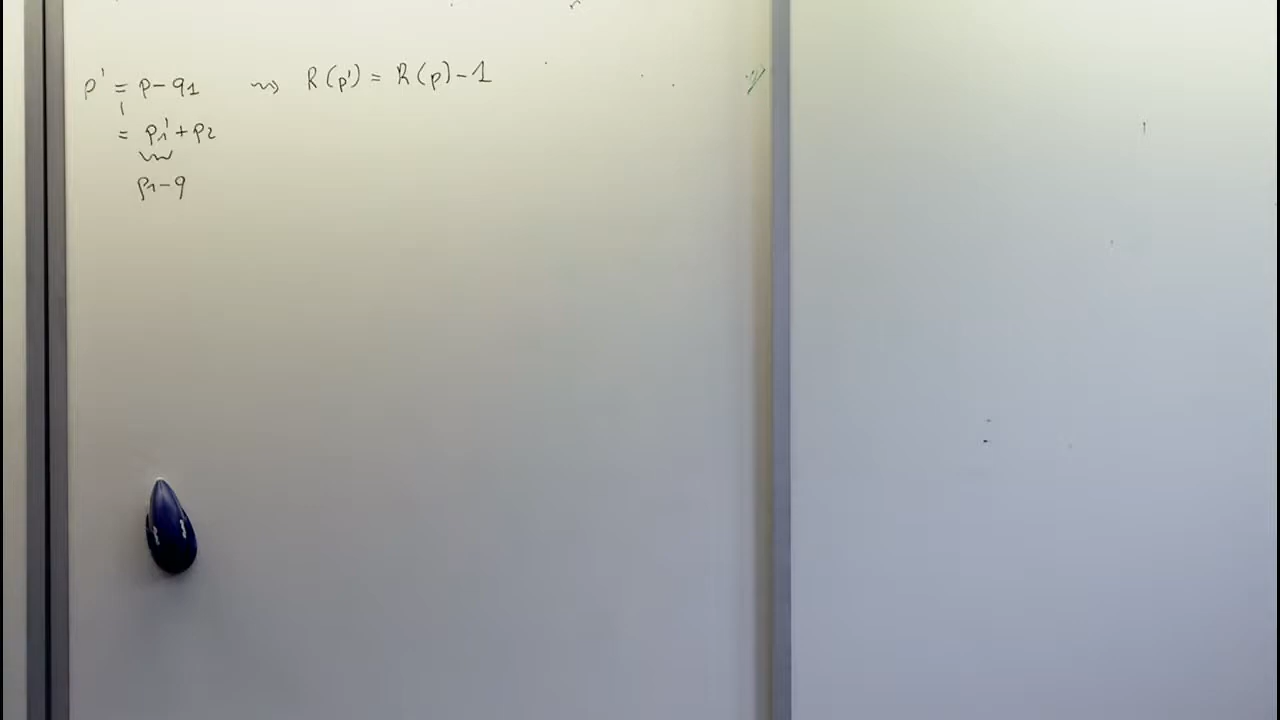 p' = p - q1 ⇝ R(p') = R(p) - 1
= p1' + p2
p1 - q